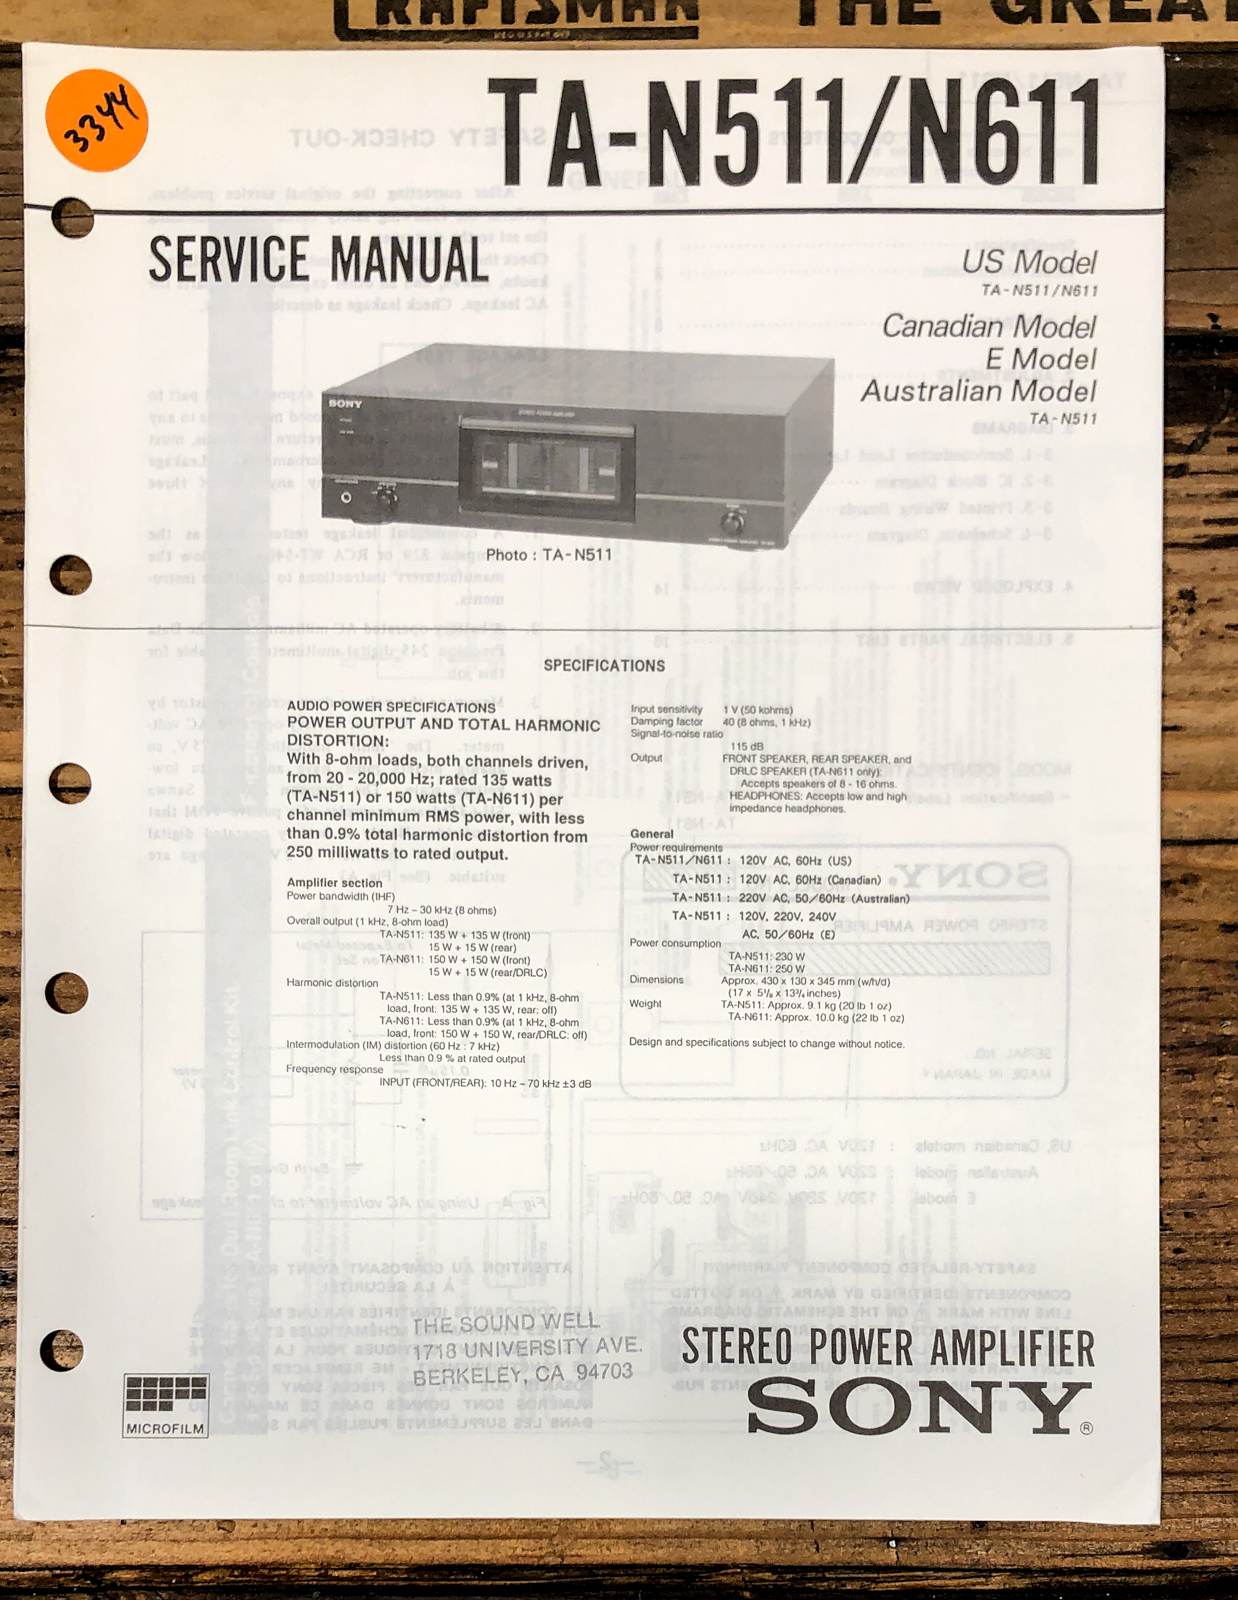 CRAFTSMAN THE GREAT
3344
TA-N511/N611
SERVICE MANUAL
US Model
TA-N511/N611
Canadian Model
E Model
Australian Model
TA-N511
SONY
Photo : TA-N511
SPECIFICATIONS
AUDIO POWER SPECIFICATIONS
POWER OUTPUT AND TOTAL HARMONIC
DISTORTION:
With 8-ohm loads, both channels driven,
from 20 - 20,000 Hz; rated 135 watts
(TA-N511) or 150 watts (TA-N611) per
channel minimum RMS power, with less
than 0.9% total harmonic distortion from
250 milliwatts to rated output.
Amplifier section
Power bandwidth (IHF)
7 Hz – 30 kHz (8 ohms)
Overall output (1 kHz, 8-ohm load)
TA-N511: 135 W + 135 W (front)
15 W + 15 W (rear)
TA-N611: 150 W + 150 W (front)
15 W + 15 W (rear/DRLC)
Harmonic distortion
TA-N511: Less than 0.9% (at 1 kHz, 8-ohm
load, front: 135 W + 135 W, rear: off)
TA-N611: Less than 0.9% (at 1 kHz, 8-ohm
load, front: 150 W + 150 W, rear/DRLC: off)
Intermodulation (IM) distortion (60 Hz : 7 kHz)
Less than 0.9 % at rated output
Frequency response
INPUT (FRONT/REAR): 10 Hz – 70 kHz ±3 dB
Input sensitivity 1 V (50 kohms)
Damping factor 40 (8 ohms, 1 kHz)
Signal-to-noise ratio
115 dB
Output FRONT SPEAKER, REAR SPEAKER, and
DRLC SPEAKER (TA-N611 only):
Accepts speakers of 8 - 16 ohms.
HEADPHONES: Accepts low and high
impedance headphones.
General
Power requirements
TA-N511/N611 : 120V AC, 60Hz (US)
TA-N511 : 120V AC, 60Hz (Canadian)
TA-N511 : 220V AC, 50/60Hz (Australian)
TA-N511 : 120V, 220V, 240V
AC, 50/60Hz (E)
Power consumption
TA-N511: 230 W
TA-N611: 250 W
Dimensions Approx. 430 x 130 x 345 mm (w/h/d)
(17 x 5 1/8 x 13 3/4 inches)
Weight TA-N511: Approx. 9.1 kg (20 lb 1 oz)
TA-N611: Approx. 10.0 kg (22 lb 1 oz)
Design and specifications subject to change without notice.
THE SOUND WELL
1718 UNIVERSITY AVE.
BERKELEY, CA 94703
STEREO POWER AMPLIFIER
SONY®
MICROFILM